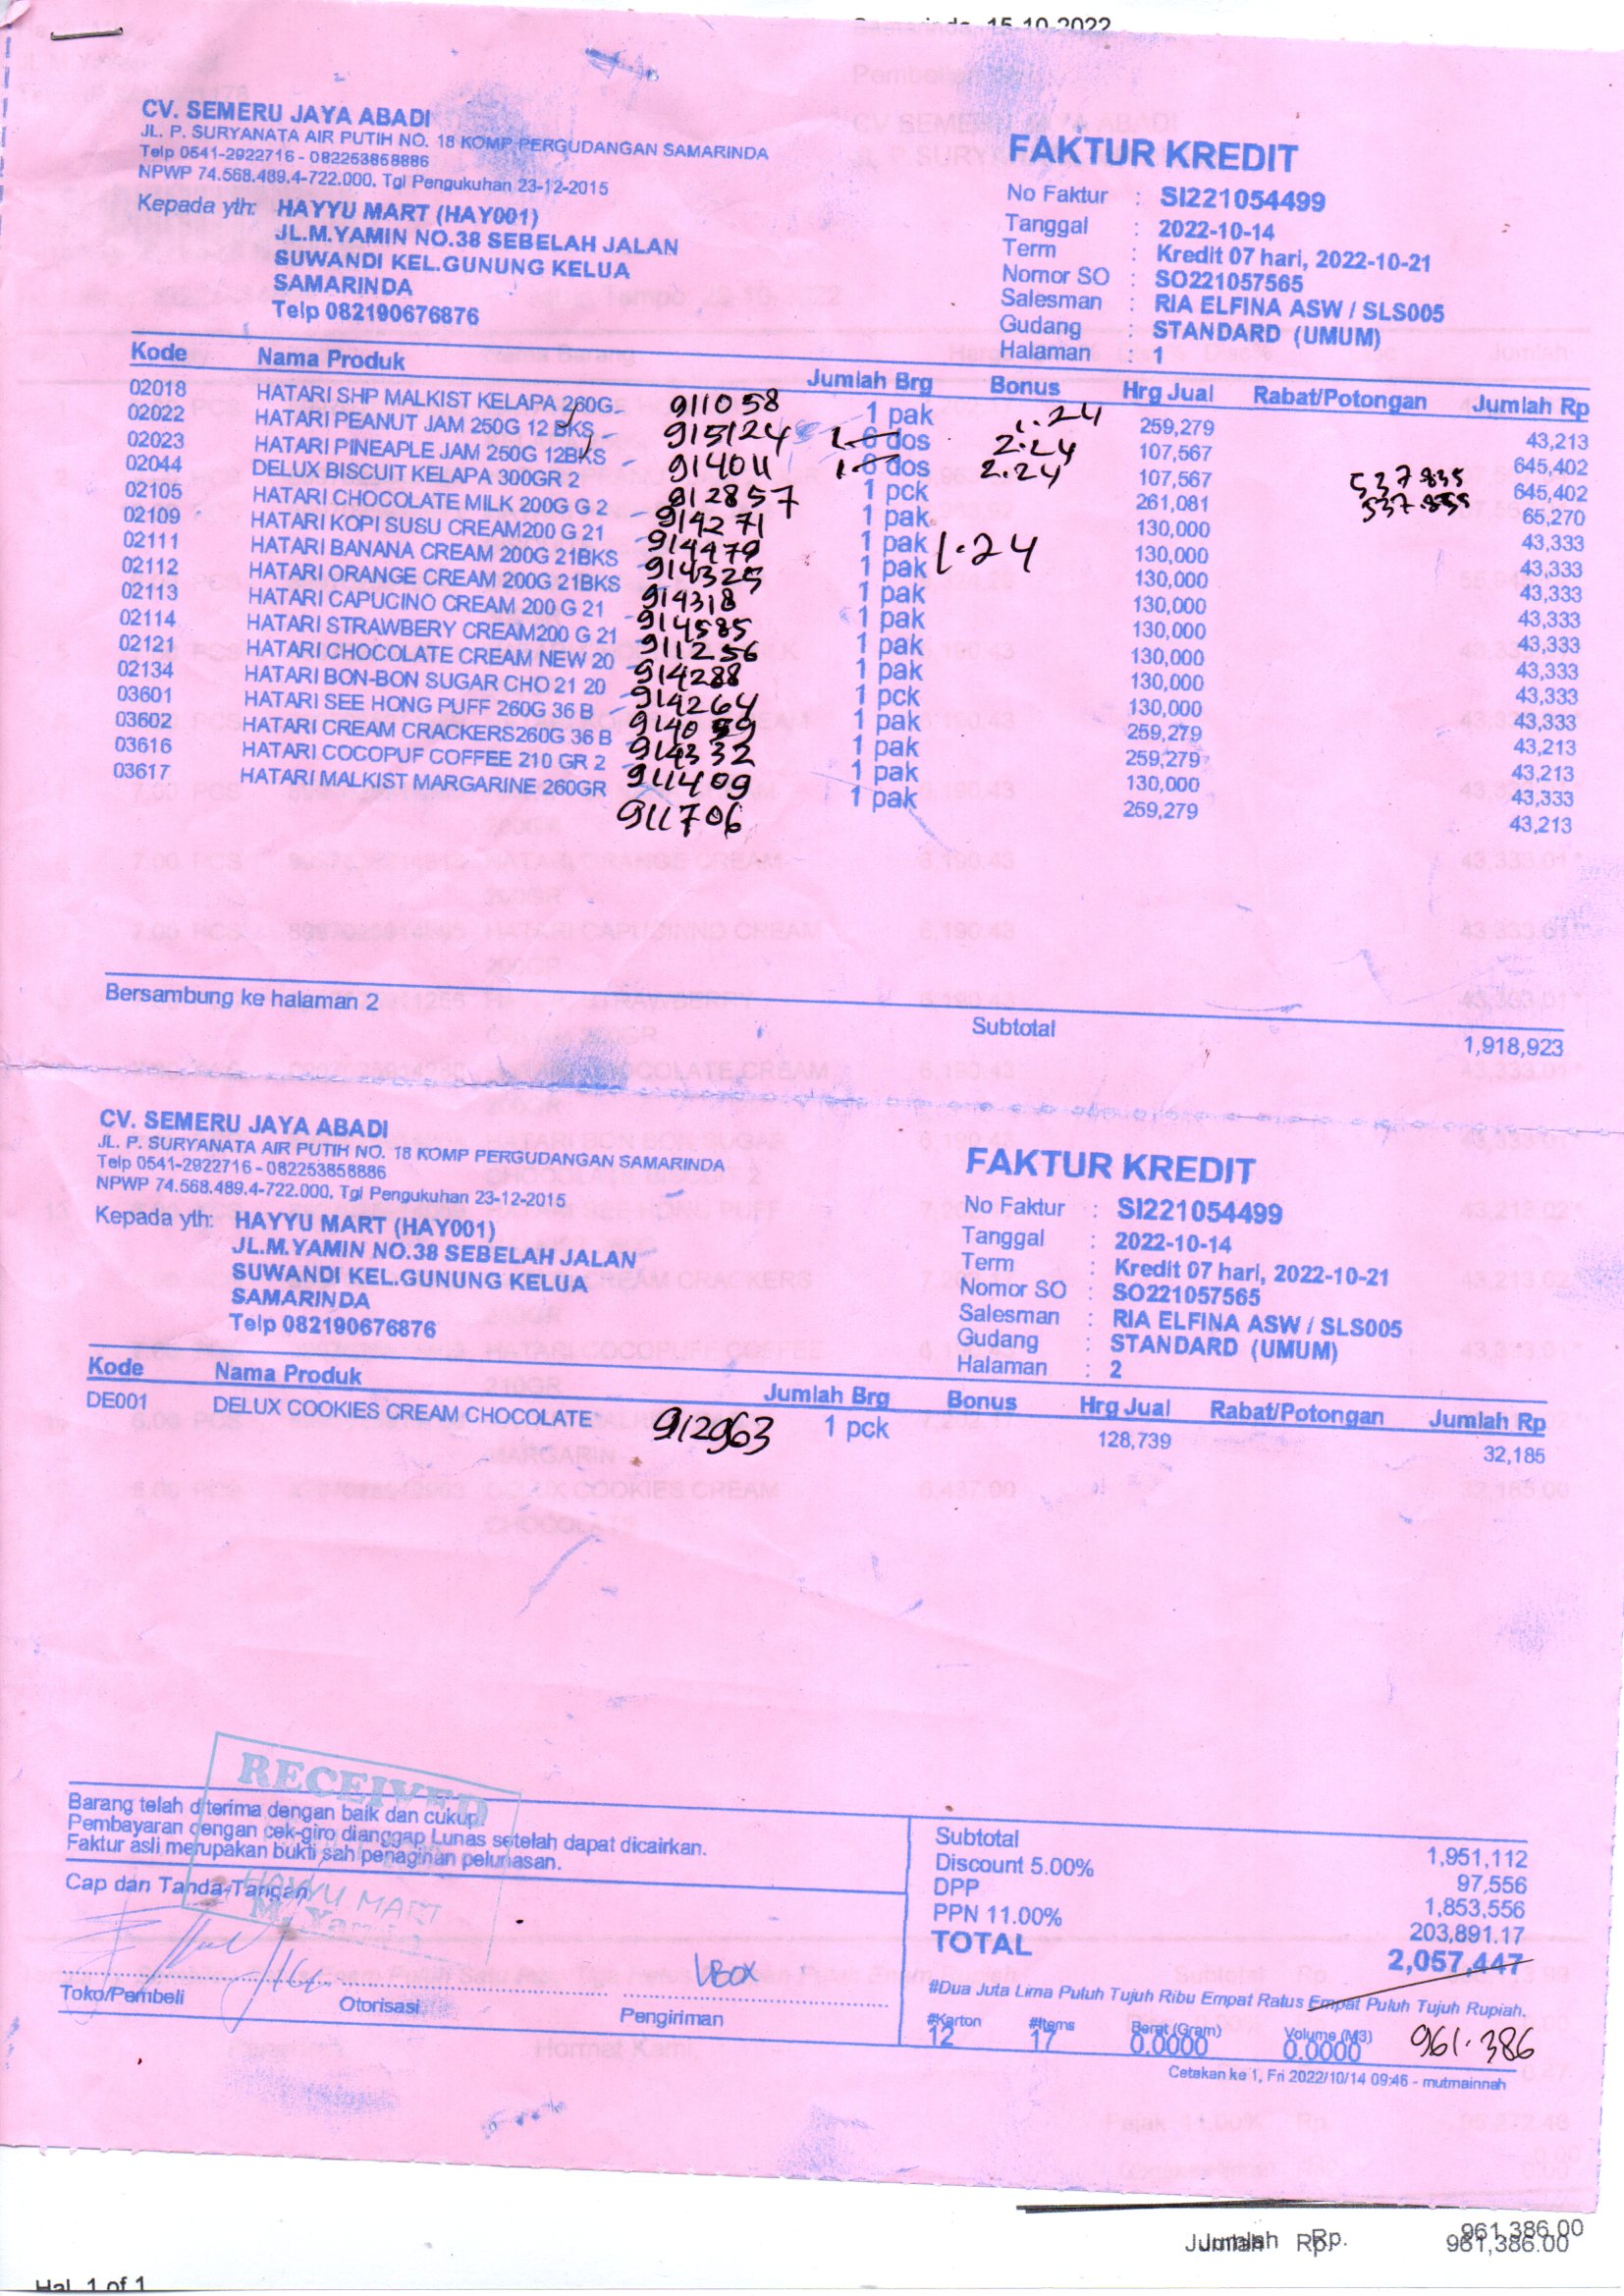 Samarinda, 15-10-2022
CV. SEMERU JAYA ABADI
JL. P. SURYANATA AIR PUTIH NO. 18 KOMP PERGUDANGAN SAMARINDA
Telp 0541-2922716 - 082253858886
NPWP 74.568.489.4-722.000, Tgl Pengukuhan 23-12-2015
Kepada yth: HAYYU MART (HAY001)
JL.M.YAMIN NO.38 SEBELAH JALAN
SUWANDI KEL.GUNUNG KELUA
SAMARINDA
Telp 082190676876
FAKTUR KREDIT
No Faktur : SI221054499
Tanggal : 2022-10-14
Term : Kredit 07 hari, 2022-10-21
Nomor SO : SO221057565
Salesman : RIA ELFINA ASW / SLS005
Gudang : STANDARD (UMUM)
Halaman : 1
Kode Nama Produk Jumlah Brg Bonus Hrg Jual Rabat/Potongan Jumlah Rp
02018 HATARI SHP MALKIST KELAPA 260G 911058 1 pak 1.24 259,279 43,213
02022 HATARI PEANUT JAM 250G 12 BKS 915124 6 dos 2.24 107,567 645,402
02023 HATARI PINEAPLE JAM 250G 12BKS 914011 6 dos 2.24 107,567 537.835 645,402
02044 DELUX BISCUIT KELAPA 300GR 2 912857 1 pck 261,081 537.835 65,270
02105 HATARI CHOCOLATE MILK 200G G 2 914271 1 pak 130,000 43,333
02109 HATARI KOPI SUSU CREAM200 G 21 914479 1 pak 1.24 130,000 43,333
02111 HATARI BANANA CREAM 200G 21BKS 914325 1 pak 130,000 43,333
02112 HATARI ORANGE CREAM 200G 21BKS 914318 1 pak 130,000 43,333
02113 HATARI CAPUCINO CREAM 200 G 21 914585 1 pak 130,000 43,333
02114 HATARI STRAWBERY CREAM200 G 21 911256 1 pak 130,000 43,333
02121 HATARI CHOCOLATE CREAM NEW 20 914288 1 pak 130,000 43,333
02134 HATARI BON-BON SUGAR CHO 21 20 914264 1 pck 130,000 43,333
03601 HATARI SEE HONG PUFF 260G 36 B 914059 1 pak 259,279 43,213
03602 HATARI CREAM CRACKERS260G 36 B 914332 1 pak 259,279 43,213
03616 HATARI COCOPUF COFFEE 210 GR 2 911409 1 pak 130,000 43,333
03617 HATARI MALKIST MARGARINE 260GR 911706 1 pak 259,279 43,213
Bersambung ke halaman 2
Subtotal 1,918,923
CV. SEMERU JAYA ABADI
JL. P. SURYANATA AIR PUTIH NO. 18 KOMP PERGUDANGAN SAMARINDA
Telp 0541-2922716 - 082253858886
NPWP 74.568.489.4-722.000, Tgl Pengukuhan 23-12-2015
Kepada yth: HAYYU MART (HAY001)
JL.M.YAMIN NO.38 SEBELAH JALAN
SUWANDI KEL.GUNUNG KELUA
SAMARINDA
Telp 082190676876
FAKTUR KREDIT
No Faktur : SI221054499
Tanggal : 2022-10-14
Term : Kredit 07 hari, 2022-10-21
Nomor SO : SO221057565
Salesman : RIA ELFINA ASW / SLS005
Gudang : STANDARD (UMUM)
Halaman : 2
Kode Nama Produk Jumlah Brg Bonus Hrg Jual Rabat/Potongan Jumlah Rp
DE001 DELUX COOKIES CREAM CHOCOLATE 912963 1 pck 128,739 32,185
RECEIVED
HAYYU MART
M. Yamin
Barang telah diterima dengan baik dan cukup.
Pembayaran dengan cek-giro dianggap Lunas setelah dapat dicairkan.
Faktur asli merupakan bukti sah penagihan pelunasan.
Cap dan Tanda Tangan
VBOX
Toko/Pembeli Otorisasi Pengiriman
Subtotal 1,951,112
Discount 5.00% 97,556
DPP 1,853,556
PPN 11.00% 203,891.17
TOTAL 2,057,447
#Dua Juta Lima Puluh Tujuh Ribu Empat Ratus Empat Puluh Tujuh Rupiah.
#Karton #Items Berat (Gram) Volume (M3)
12 17 0.0000 0.0000
961.386
Cetakan ke 1, Fri 2022/10/14 09:46 - mutmainnah
961,386.00
Jumlah Rp. 961,386.00
Hal. 1 of 1